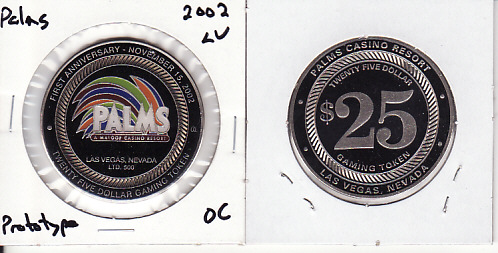 Palms
2002
LV
FIRST ANNIVERSARY - NOVEMBER 15, 2002
PALMS
A MALOOF CASINO RESORT
LAS VEGAS, NEVADA
LTD. 500
TWENTY FIVE DOLLAR GAMING TOKEN
Prototype
OC
PALMS CASINO RESORT
TWENTY FIVE DOLLAR
$25
GAMING TOKEN
LAS VEGAS, NEVADA